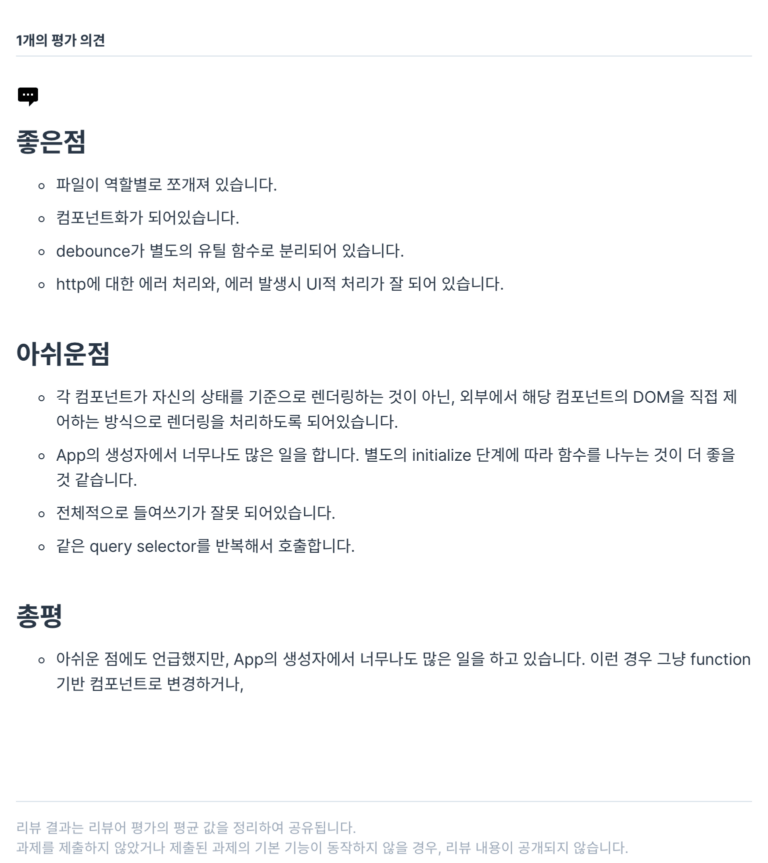 1개의 평가 의견
좋은점
파일이 역할별로 쪼개져 있습니다.
컴포넌트화가 되어있습니다.
debounce가 별도의 유틸 함수로 분리되어 있습니다.
http에 대한 에러 처리와, 에러 발생시 UI적 처리가 잘 되어 있습니다.
아쉬운점
각 컴포넌트가 자신의 상태를 기준으로 렌더링하는 것이 아닌, 외부에서 해당 컴포넌트의 DOM을 직접 제
어하는 방식으로 렌더링을 처리하도록 되어있습니다.
App의 생성자에서 너무나도 많은 일을 합니다. 별도의 initialize 단계에 따라 함수를 나누는 것이 더 좋을
것 같습니다.
전체적으로 들여쓰기가 잘못 되어있습니다.
같은 query selector를 반복해서 호출합니다.
총평
아쉬운 점에도 언급했지만, App의 생성자에서 너무나도 많은 일을 하고 있습니다. 이런 경우 그냥 function
기반 컴포넌트로 변경하거나,
리뷰 결과는 리뷰어 평가의 평균 값을 정리하여 공유됩니다.
과제를 제출하지 않았거나 제출된 과제의 기본 기능이 동작하지 않을 경우, 리뷰 내용이 공개되지 않습니다.